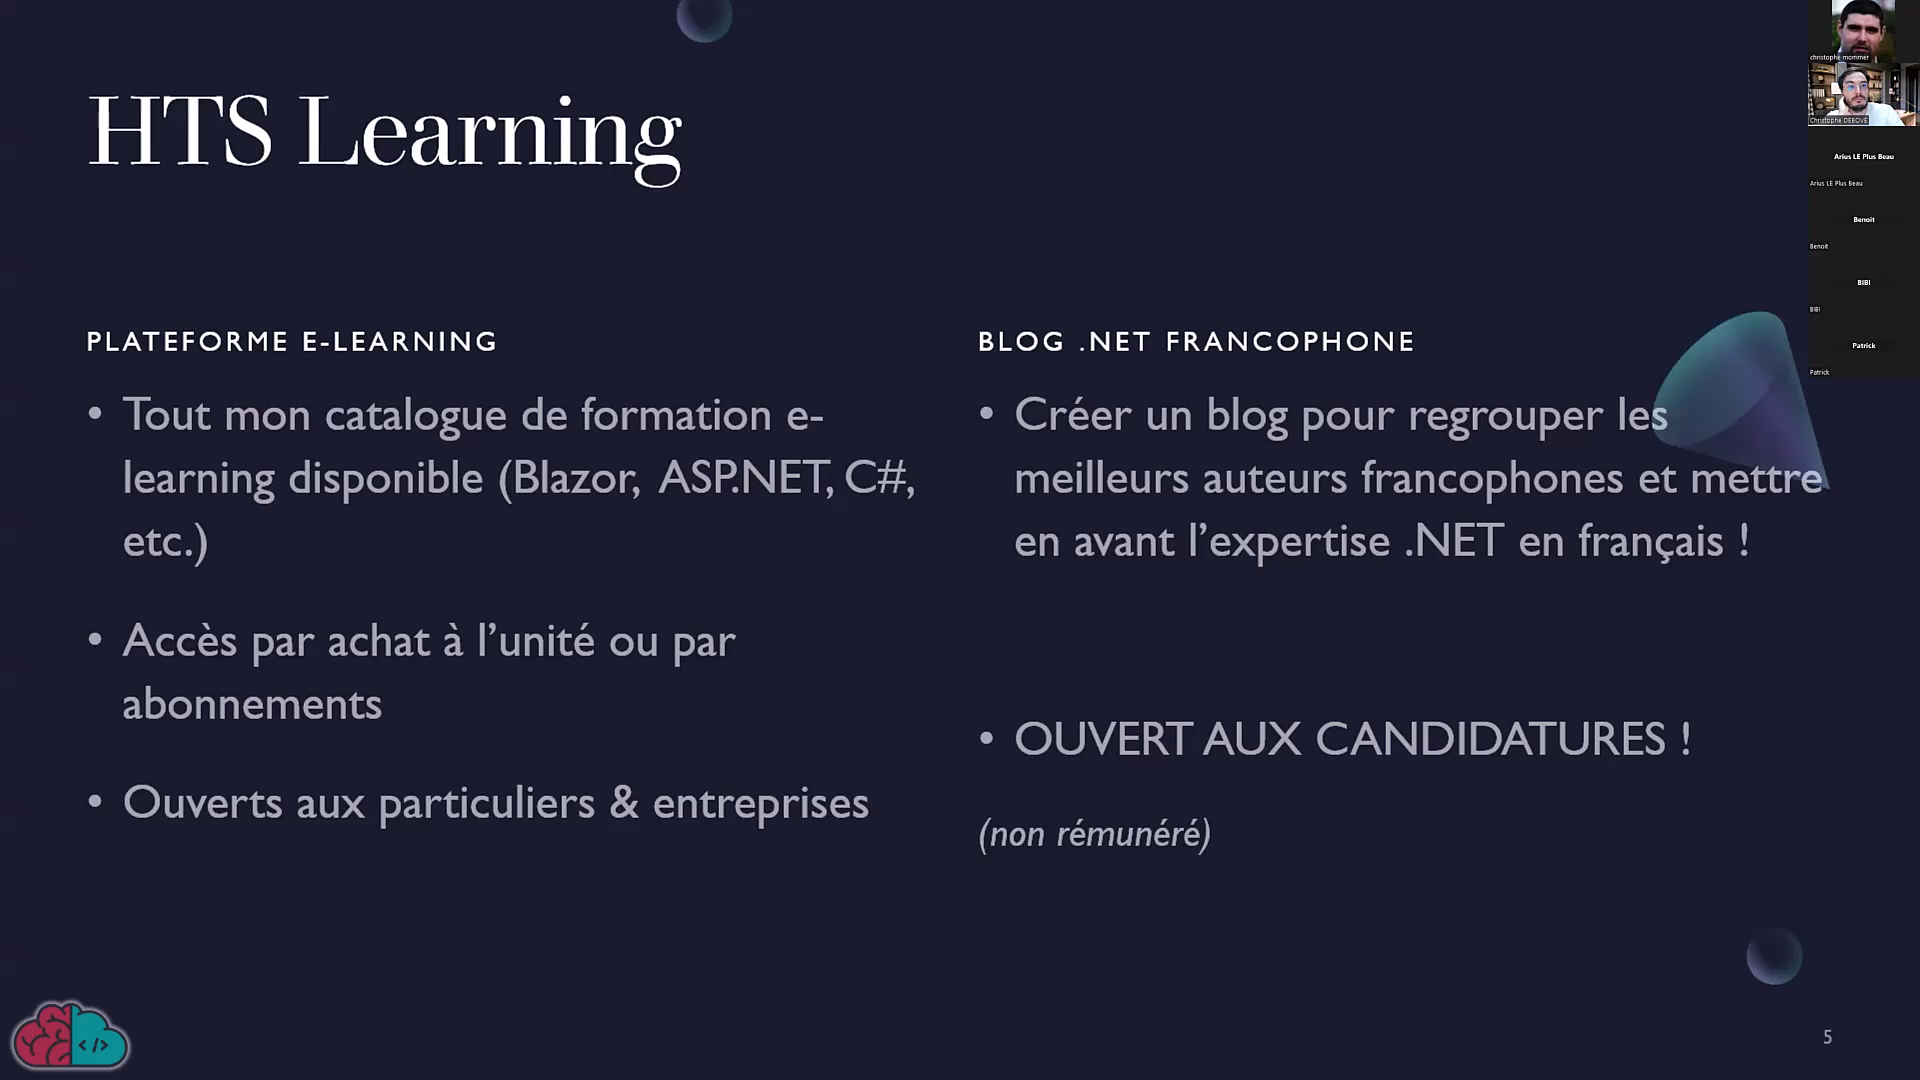 HTS Learning
PLATEFORME E-LEARNING
• Tout mon catalogue de formation e-
learning disponible (Blazor, ASP.NET, C#,
etc.)
• Accès par achat à l’unité ou par
abonnements
• Ouverts aux particuliers & entreprises
BLOG .NET FRANCOPHONE
• Créer un blog pour regrouper les
meilleurs auteurs francophones et mettre
en avant l’expertise .NET en français !
• OUVERT AUX CANDIDATURES !
(non rémunéré)
christophe mommer
Christophe DEBOVE
Arius LE Plus Beau
Arius LE Plus Beau
Benoit
Benoit
BIBI
BIBI
Patrick
Patrick
</>
5